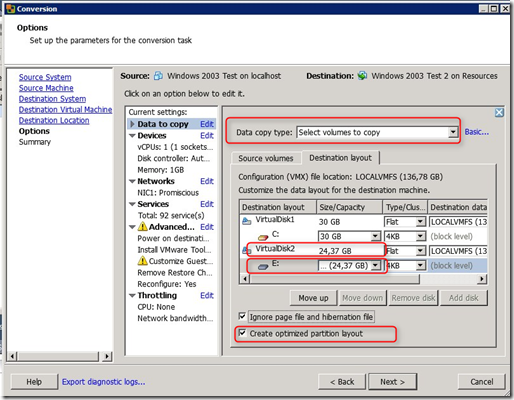 Conversion
Options
Set up the parameters for the conversion task
Source System
Source Machine
Destination System
Destination Virtual Machine
Destination Location
Options
Summary
Source: Windows 2003 Test on localhost Destination: Windows 2003 Test 2 on Resources
Click on an option below to edit it.
Current settings:
Data to copy Edit
Devices Edit
vCPUs: 1 (1 sockets...
Disk controller: ...
Memory: 1GB
Networks Edit
NIC1: Promiscious
Services Edit
Total: 92 service(s)
Advanced... Edit
Power on destinati...
Install VMware Tool...
Customize Guest...
Remove Restore Ch...
Reconfigure: Yes
Throttling Edit
CPU: None
Network bandwidth...
Data copy type: Select volumes to copy Basic...
Source volumes Destination layout
Configuration (VMX) file location: LOCALVMFS (136,78 GB)
Customize the data layout for the destination machine.
Destination layout Size/Capacity Type/Clus... Destination data
VirtualDisk1 30 GB Flat LOCALVMFS (13
C: 30 GB 4KB (block level)
VirtualDisk2 24,37 GB Flat LOCALVMFS (13
E: ... (24,37 GB) 4KB (block level)
Move up Move down Remove disk Add disk
Ignore page file and hibernation file
Create optimized partition layout
Help Export diagnostic logs... < Back Next > Cancel